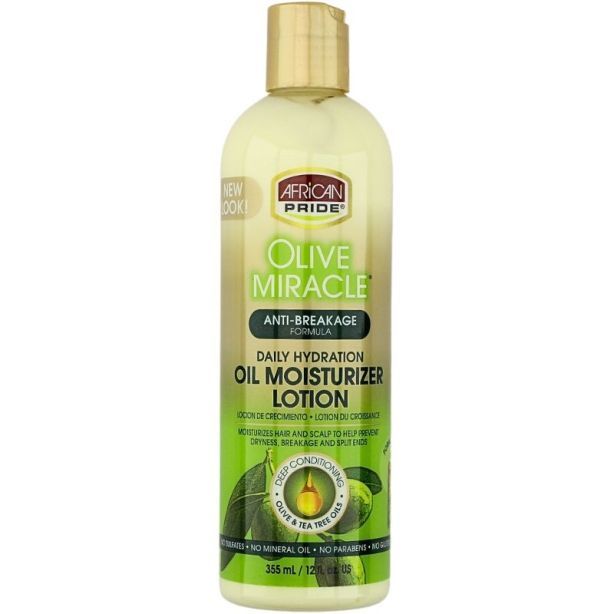 NEW
LOOK!
AFRICAN
PRIDE®
OLIVE
MIRACLE
ANTI-BREAKAGE
FORMULA
DAILY HYDRATION
OIL MOISTURIZER
LOTION
LOCION DE CRECIMIENTO • LOTION DU CROISSANCE
MOISTURIZES HAIR AND SCALP TO HELP PREVENT
DRYNESS, BREAKAGE AND SPLIT ENDS
DEEP CONDITIONING
• OLIVE & TEA TREE OILS •
SULFATES • NO MINERAL OIL • NO PARABENS • NO
355 mL / 12 fl. oz. US